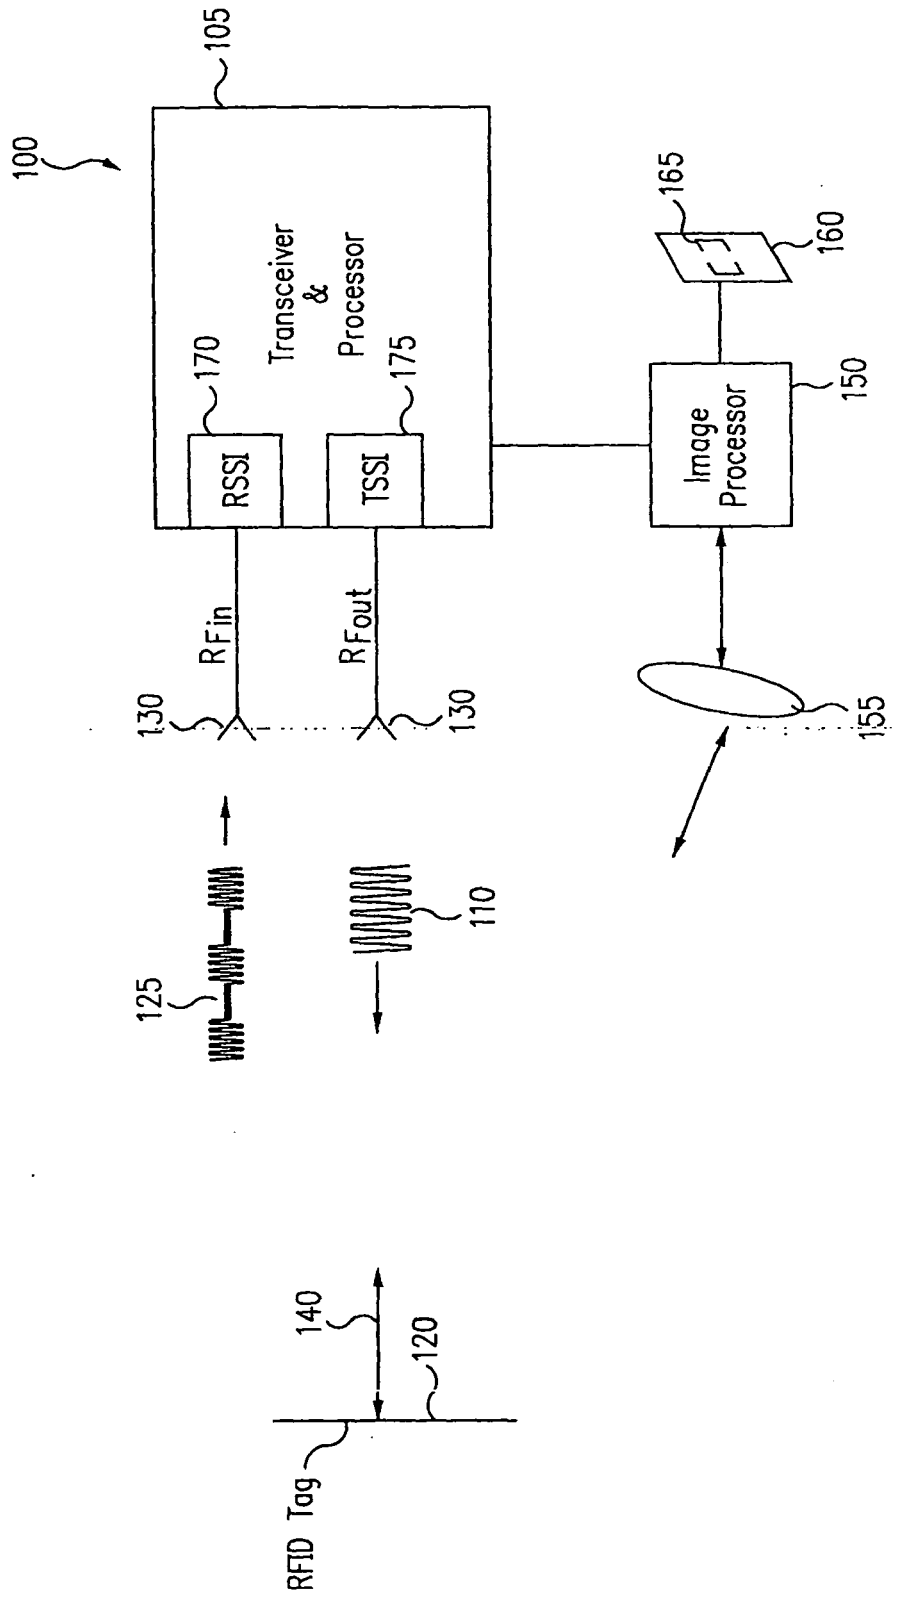 100
105
170
RSSI
Transceiver
&
Processor
175
TSSI
RFin
RFout
130
130
125
110
140
120
RFID Tag
165
160
Image
Processor
150
155